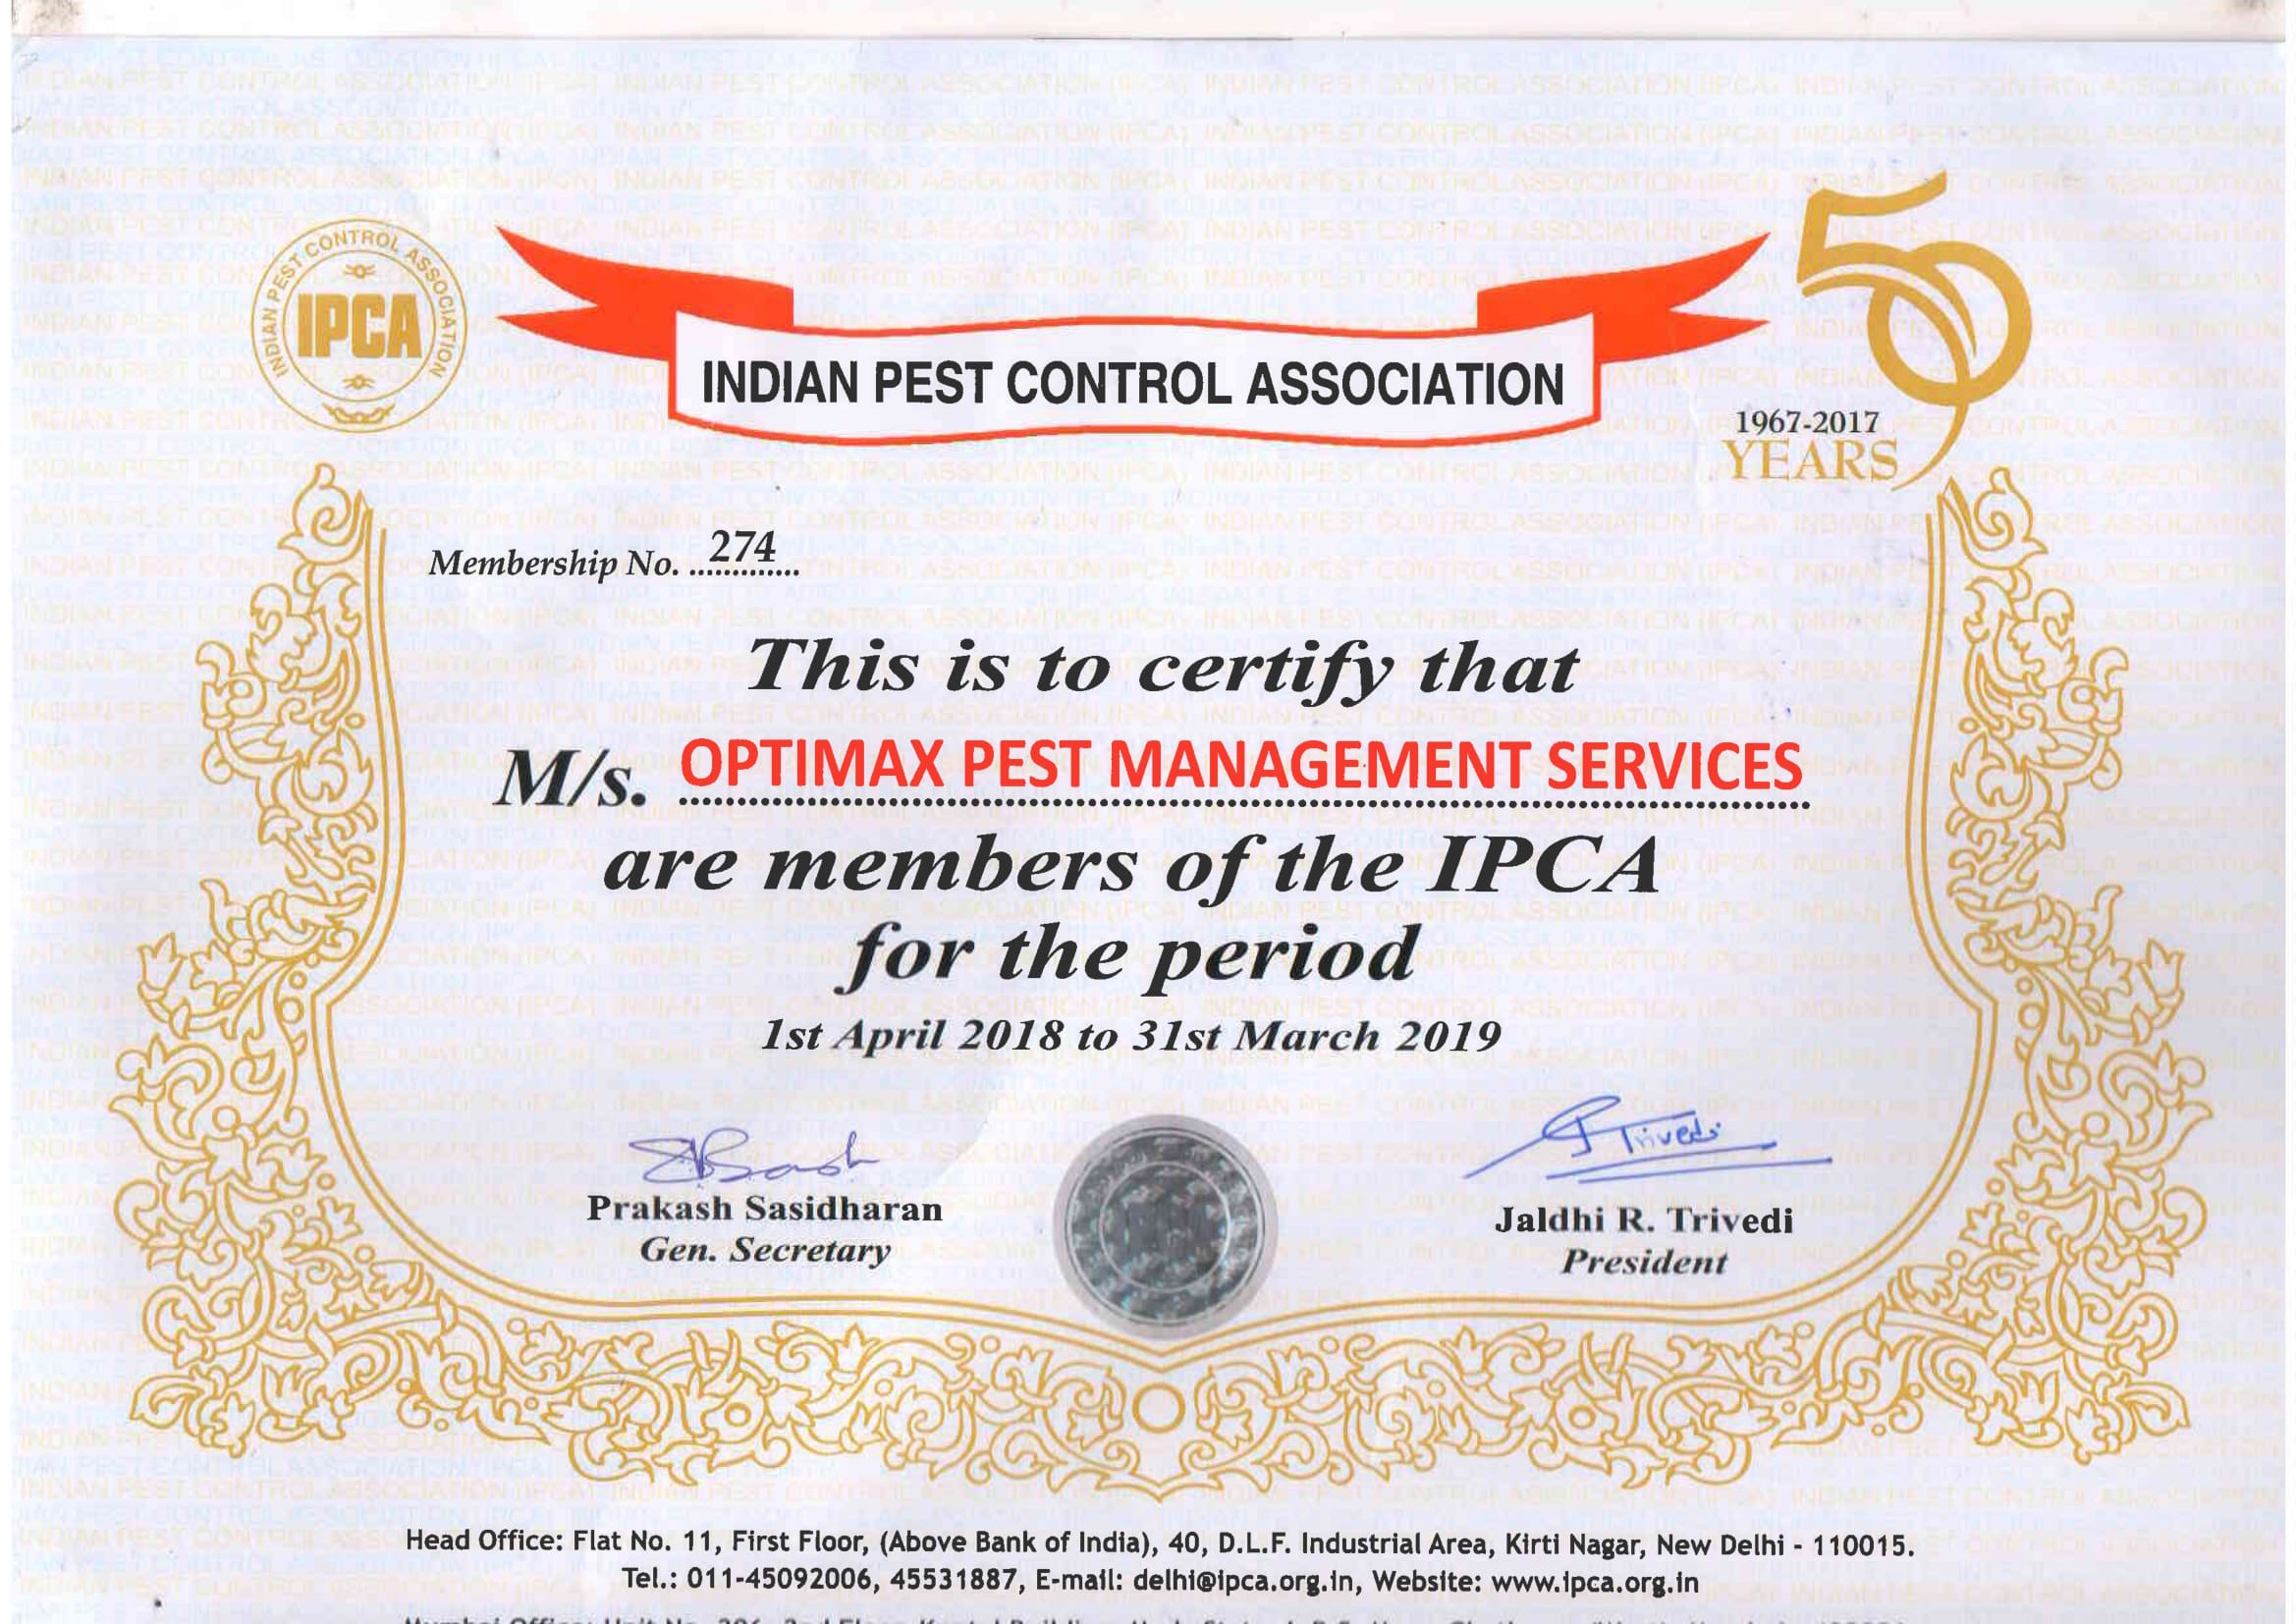 INDIAN PEST CONTROL ASSOCIATION
IPCA
INDIAN PEST CONTROL ASSOCIATION
50
1967-2017
YEARS
Membership No. 274
This is to certify that
M/s. OPTIMAX PEST MANAGEMENT SERVICES
are members of the IPCA
for the period
1st April 2018 to 31st March 2019
Trivedi
Prakash Sasidharan
Gen. Secretary
Jaldhi R. Trivedi
President
Head Office: Flat No. 11, First Floor, (Above Bank of India), 40, D.L.F. Industrial Area, Kirti Nagar, New Delhi - 110015.
Tel.: 011-45092006, 45531887, E-mail: delhi@ipca.org.in, Website: www.ipca.org.in